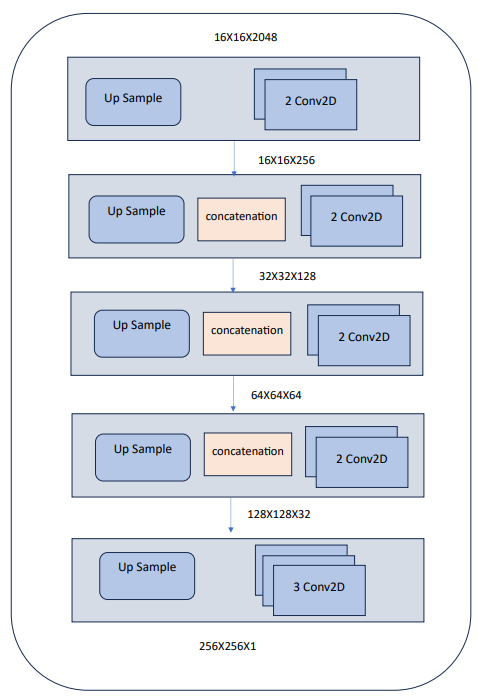 16X16X2048
Up Sample
2 Conv2D
16X16X256
Up Sample
concatenation
2 Conv2D
32X32X128
Up Sample
concatenation
2 Conv2D
64X64X64
Up Sample
concatenation
2 Conv2D
128X128X32
Up Sample
3 Conv2D
256X256X1